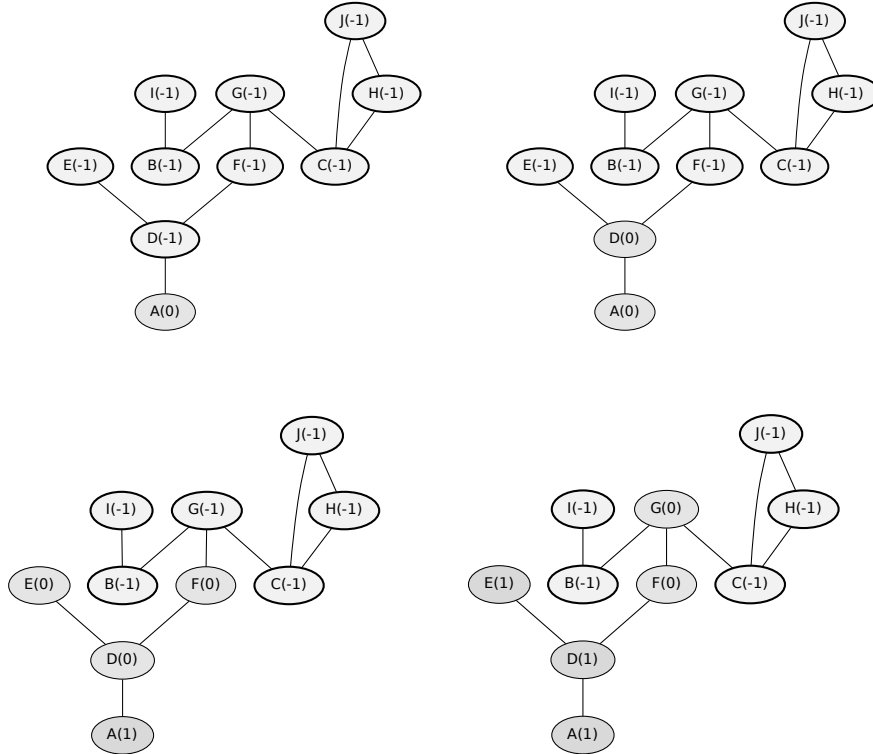 J(-1)
I(-1) G(-1) H(-1)
E(-1) B(-1) F(-1) C(-1)
D(-1)
A(0)
J(-1)
I(-1) G(-1) H(-1)
E(-1) B(-1) F(-1) C(-1)
D(0)
A(0)
J(-1)
I(-1) G(-1) H(-1)
E(0) B(-1) F(0) C(-1)
D(0)
A(1)
J(-1)
I(-1) G(0) H(-1)
E(1) B(-1) F(0) C(-1)
D(1)
A(1)